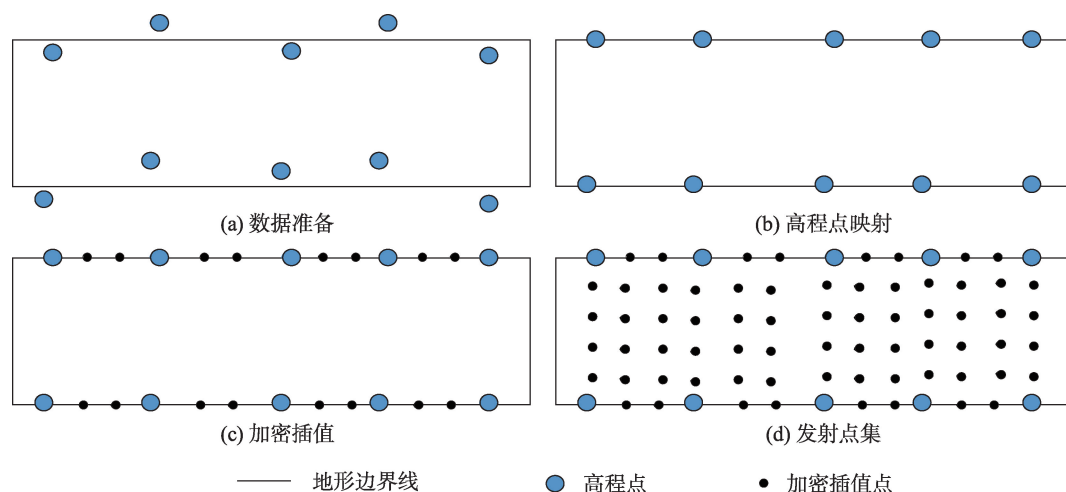 (a) 数据准备
(b) 高程点映射
(c) 加密插值
(d) 发射点集
地形边界线
高程点
加密插值点